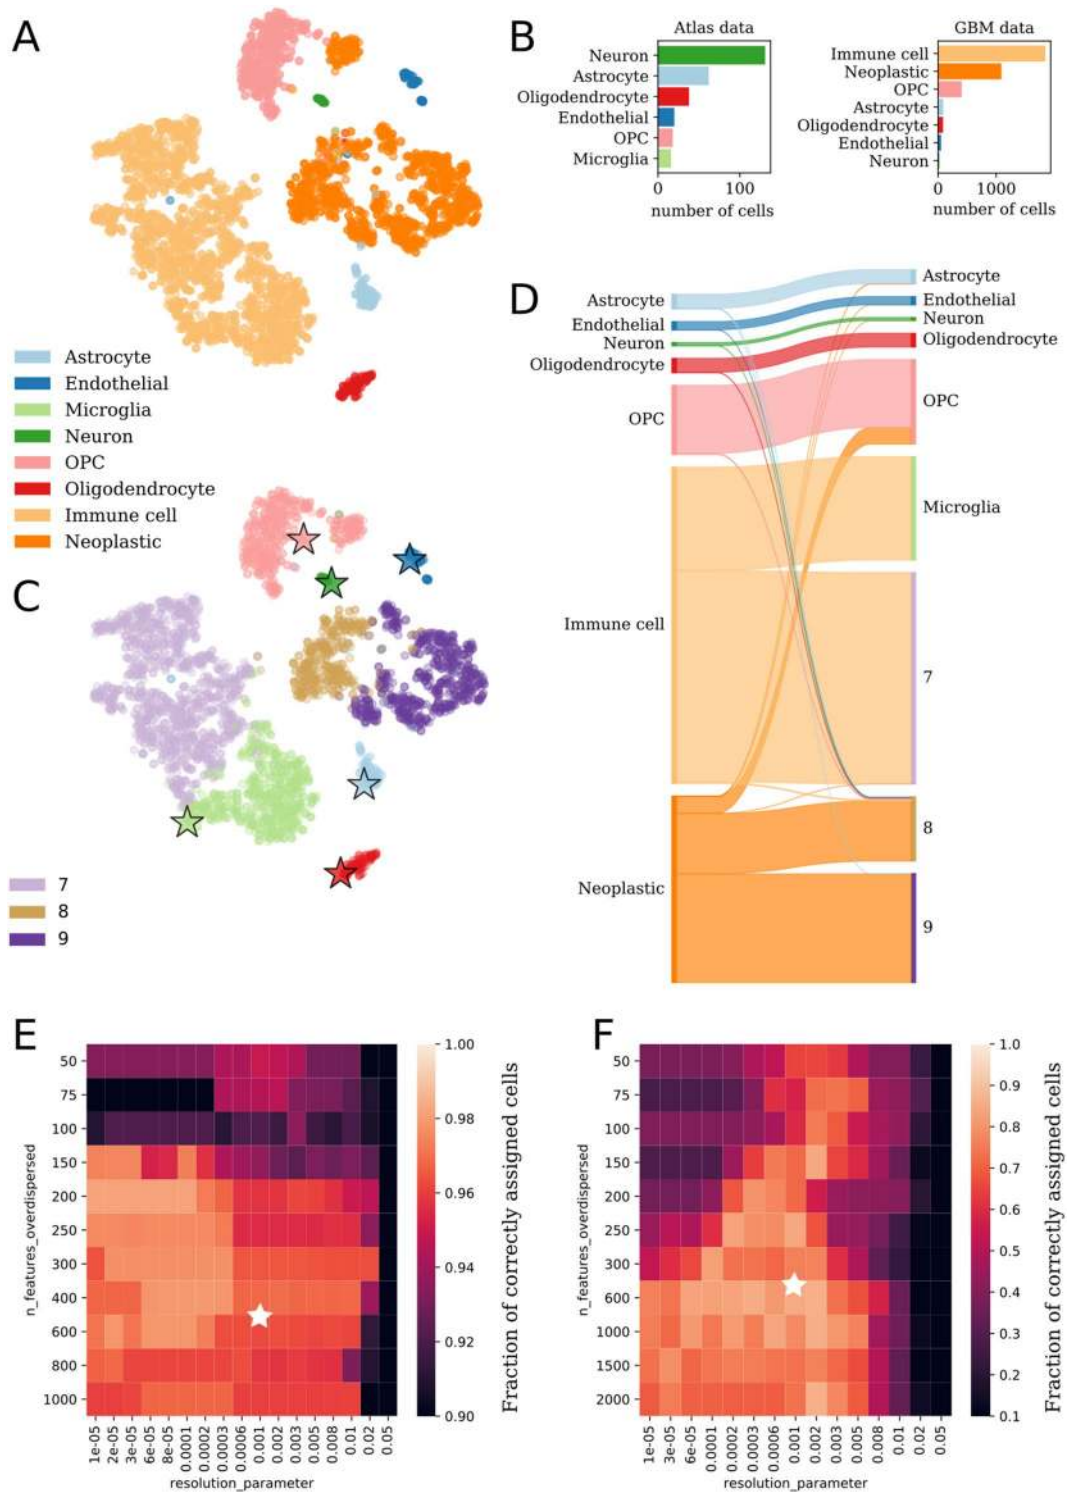 A
Astrocyte
Endothelial
Microglia
Neuron
OPC
Oligodendrocyte
Immune cell
Neoplastic
B
Atlas data
Neuron
Astrocyte
Oligodendrocyte
Endothelial
OPC
Microglia
0
100
number of cells
GBM data
Immune cell
Neoplastic
OPC
Astrocyte
Oligodendrocyte
Endothelial
Neuron
0
1000
number of cells
C
7
8
9
D
Astrocyte
Endothelial
Neuron
Oligodendrocyte
OPC
Immune cell
Neoplastic
Astrocyte
Endothelial
Neuron
Oligodendrocyte
OPC
Microglia
7
8
9
E
n_features_overdispersed
50
75
100
150
200
250
300
400
600
800
1000
1e-05
2e-05
3e-05
6e-05
8e-05
0.0001
0.00002
0.0003
0.0006
0.001
0.002
0.003
0.005
0.008
0.01
0.02
0.05
resolution_parameter
1.00
0.98
0.96
0.94
0.92
0.90
Fraction of correctly assigned cells
F
n_features_overdispersed
50
75
100
150
200
250
300
600
1000
1500
2000
1e-05
3e-05
6e-05
0.0001
0.0002
0.0003
0.0006
0.001
0.002
0.003
0.005
0.008
0.01
0.02
0.05
resolution_parameter
1.0
0.9
0.8
0.7
0.6
0.5
0.4
0.3
0.2
0.1
Fraction of correctly assigned cells